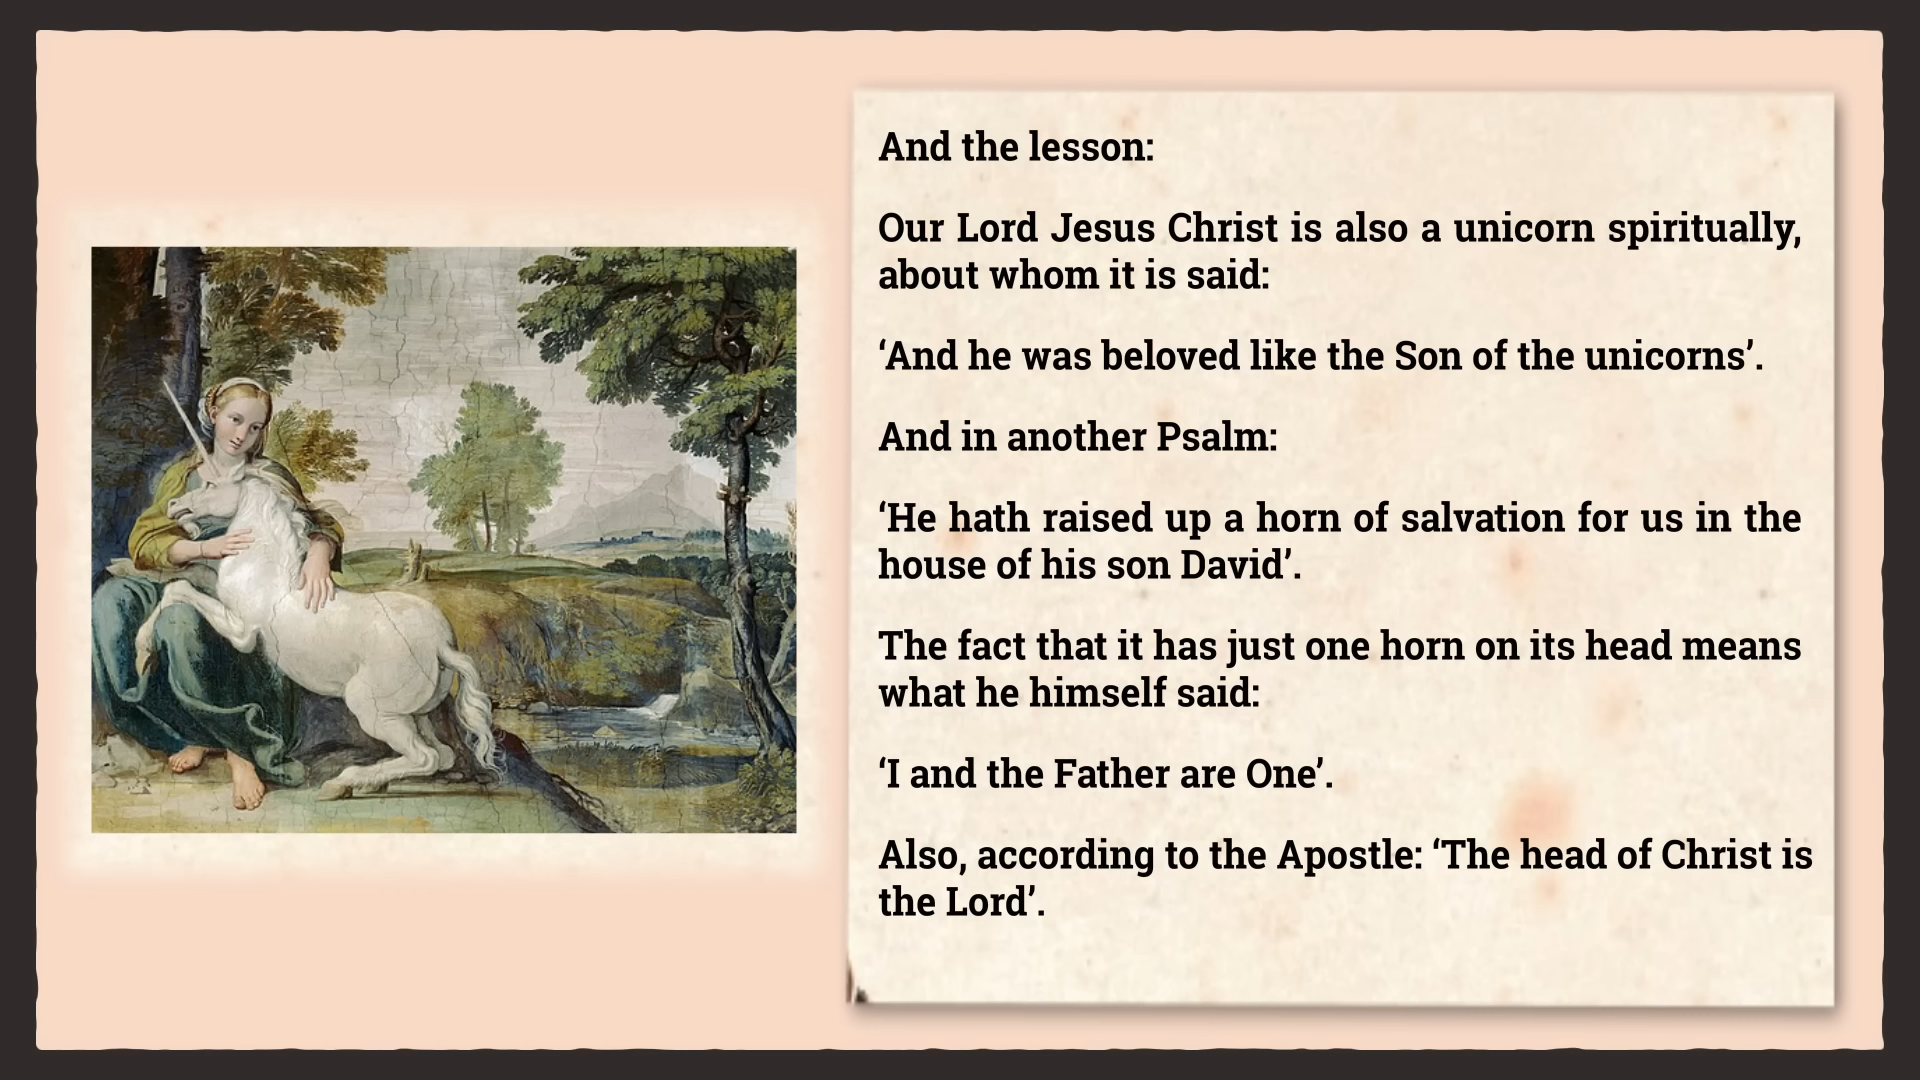 And the lesson:
Our Lord Jesus Christ is also a unicorn spiritually,
about whom it is said:
‘And he was beloved like the Son of the unicorns’.
And in another Psalm:
‘He hath raised up a horn of salvation for us in the
house of his son David’.
The fact that it has just one horn on its head means
what he himself said:
‘I and the Father are One’.
Also, according to the Apostle: ‘The head of Christ is
the Lord’.